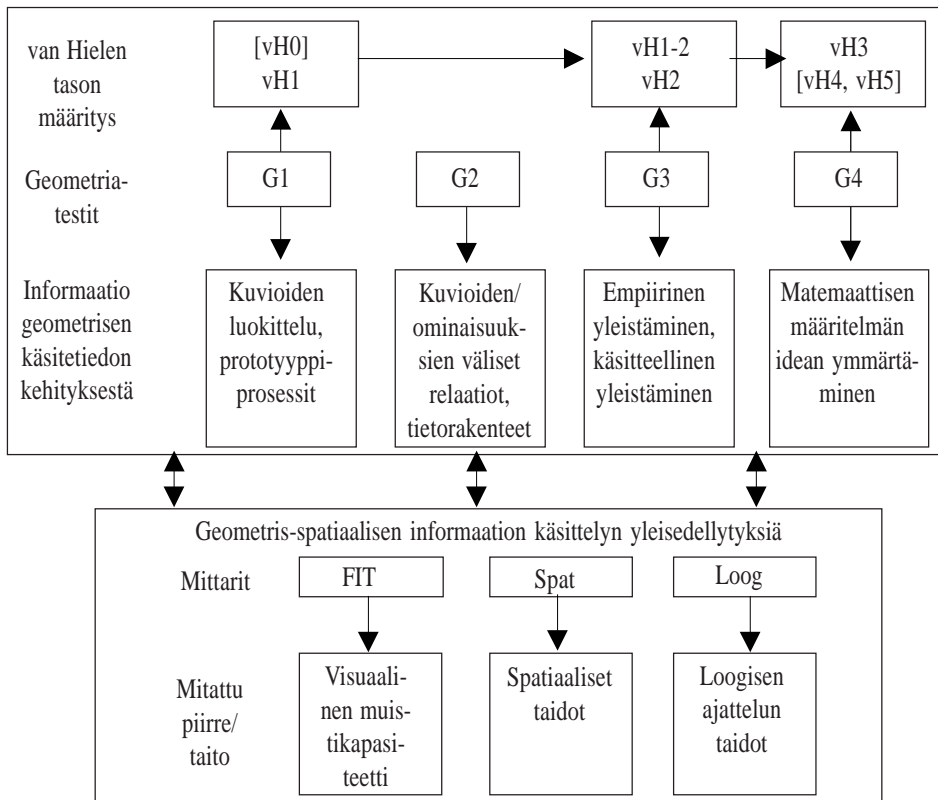 van Hielen
tason
määritys
[vH0]
vH1
vH1-2
vH2
vH3
[vH4, vH5]
Geometria-
testit
G1
G2
G3
G4
Informaatio
geometrisen
käsitetiedon
kehityksestä
Kuvioiden
luokittelu,
prototyyppi-
prosessit
Kuvioiden/
ominaisuuk-
sien väliset
relaatiot,
tietorakenteet
Empiirinen
yleistäminen,
käsitteellinen
yleistäminen
Matemaattisen
määritelmän
idean ymmärtä-
minen
Geometris-spatiaalisen informaation käsittelyn yleisedellytyksiä
Mittarit
FIT
Spat
Loog
Mitattu
piirre/
taito
Visuaali-
nen muis-
tikapasi-
teetti
Spatiaaliset
taidot
Loogisen
ajattelun
taidot